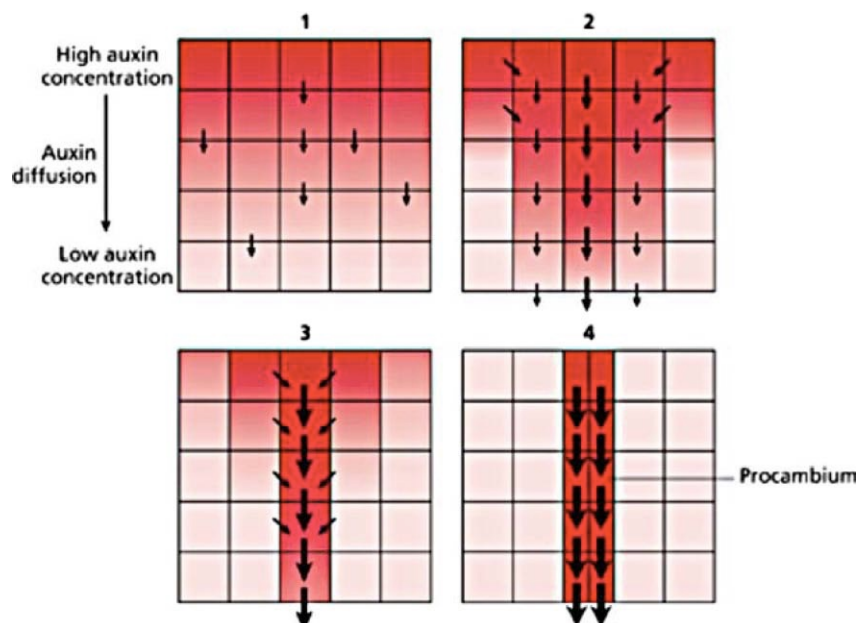 1
2
High auxin
concentration
Auxin
diffusion
Low auxin
concentration
3
4
Procambium